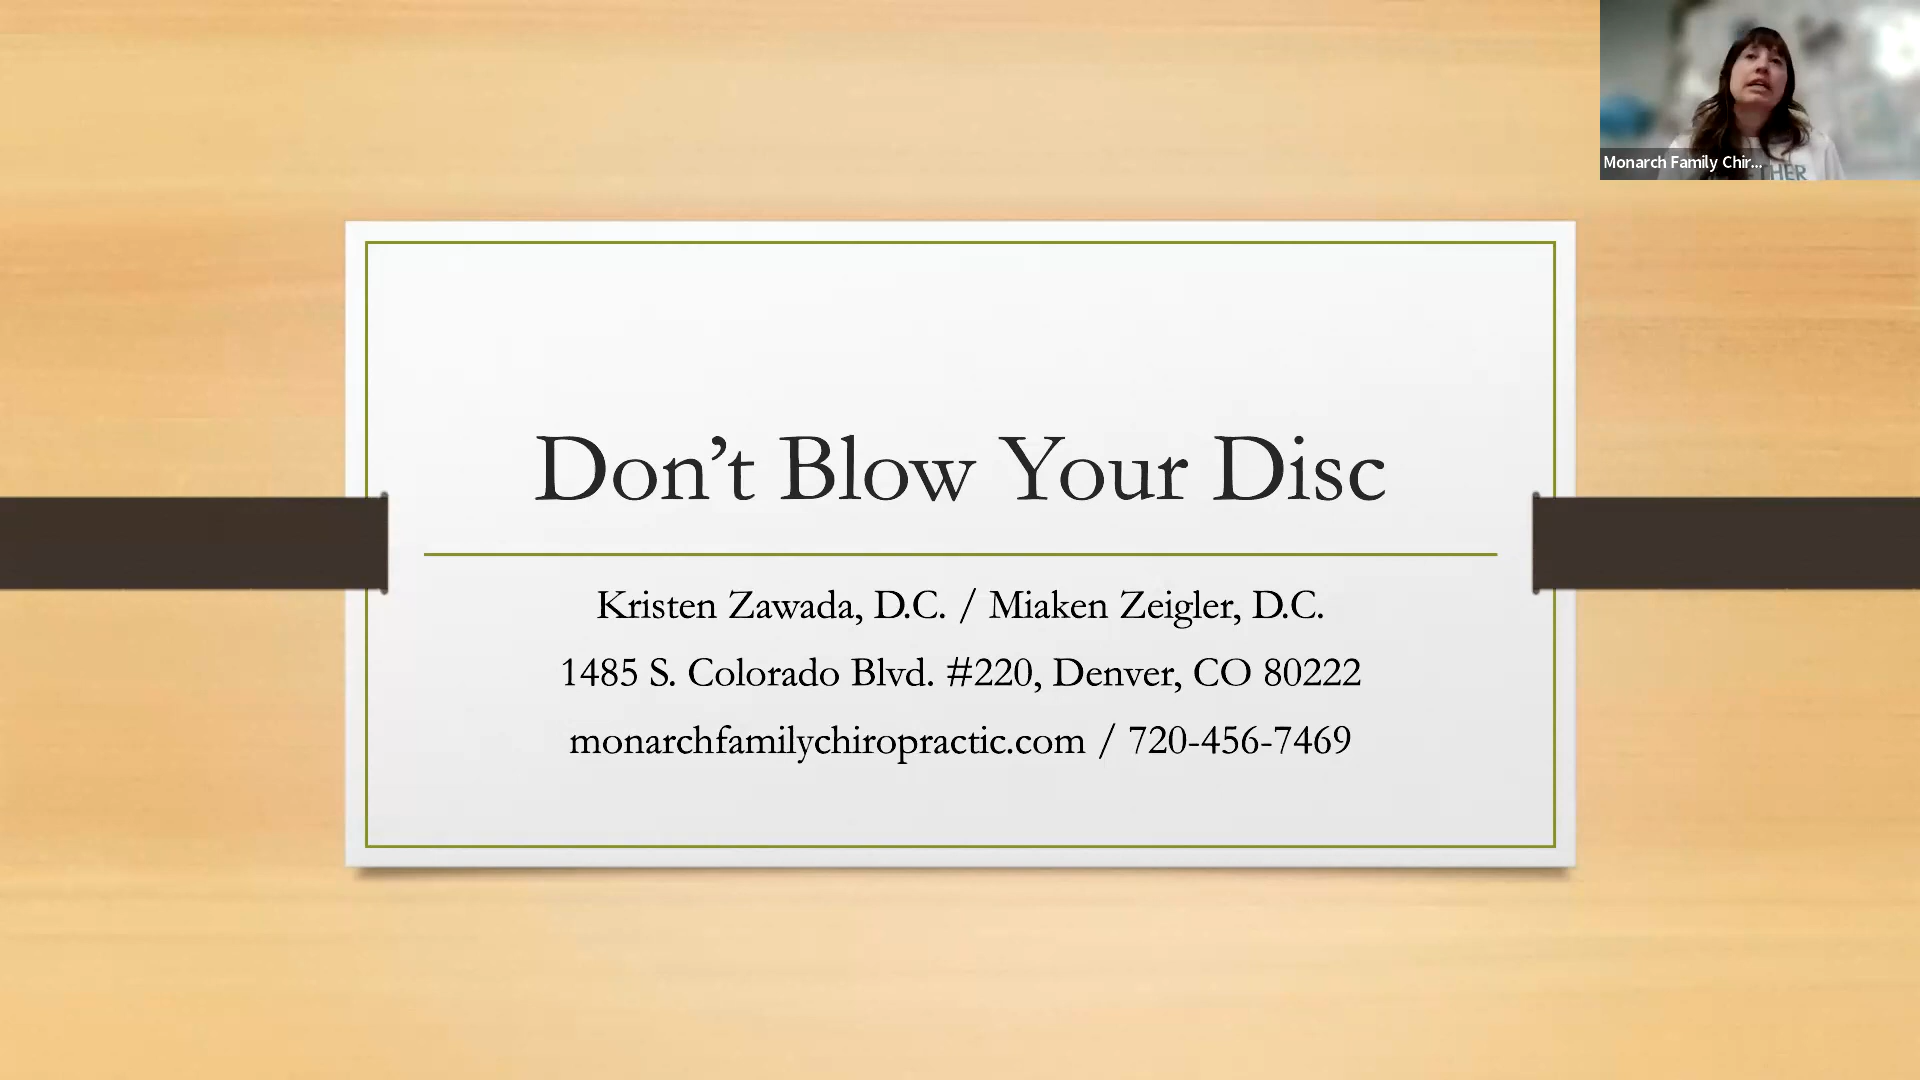 Monarch Family Chir...
THER
Don't Blow Your Disc
Kristen Zawada, D.C. / Miaken Zeigler, D.C.
1485 S. Colorado Blvd. #220, Denver, CO 80222
monarchfamilychiropractic.com / 720-456-7469